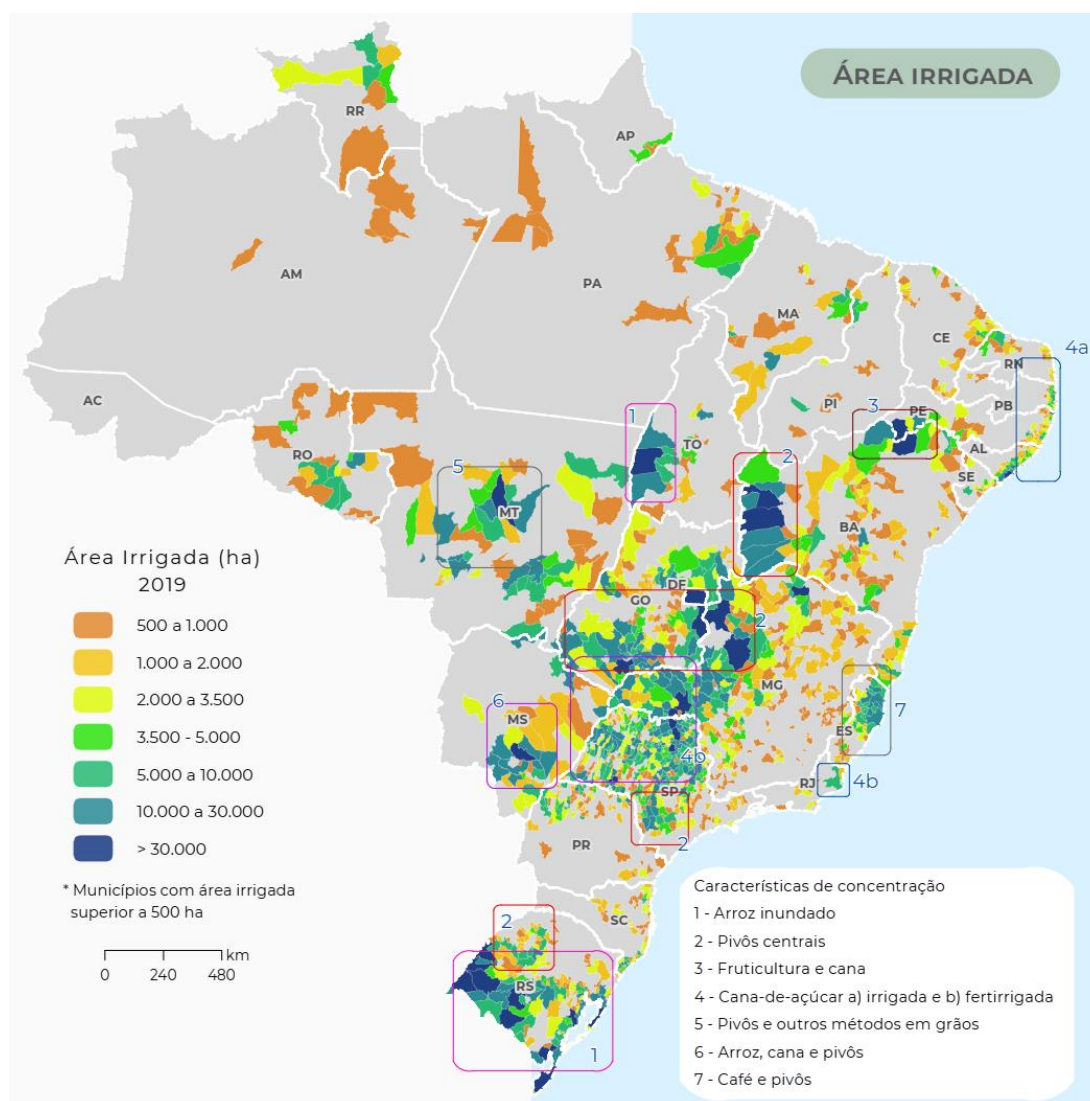 ÁREA IRRIGADA
RR
AP
AM
PA
MA
CE
RN
4a
PB
PE
3
PI
AC
1
TO
2
AL
SE
RO
5
MT
BA
DF
GO
2
MG
6
MS
7
ES
4b
SP
RJ
4b
2
PR
SC
2
RS
1
Área Irrigada (ha)
2019
500 a 1.000
1.000 a 2.000
2.000 a 3.500
3.500 - 5.000
5.000 a 10.000
10.000 a 30.000
> 30.000
* Municípios com área irrigada
superior a 500 ha
km
0 240 480
Características de concentração
1 - Arroz inundado
2 - Pivôs centrais
3 - Fruticultura e cana
4 - Cana-de-açúcar a) irrigada e b) fertirrigada
5 - Pivôs e outros métodos em grãos
6 - Arroz, cana e pivôs
7 - Café e pivôs